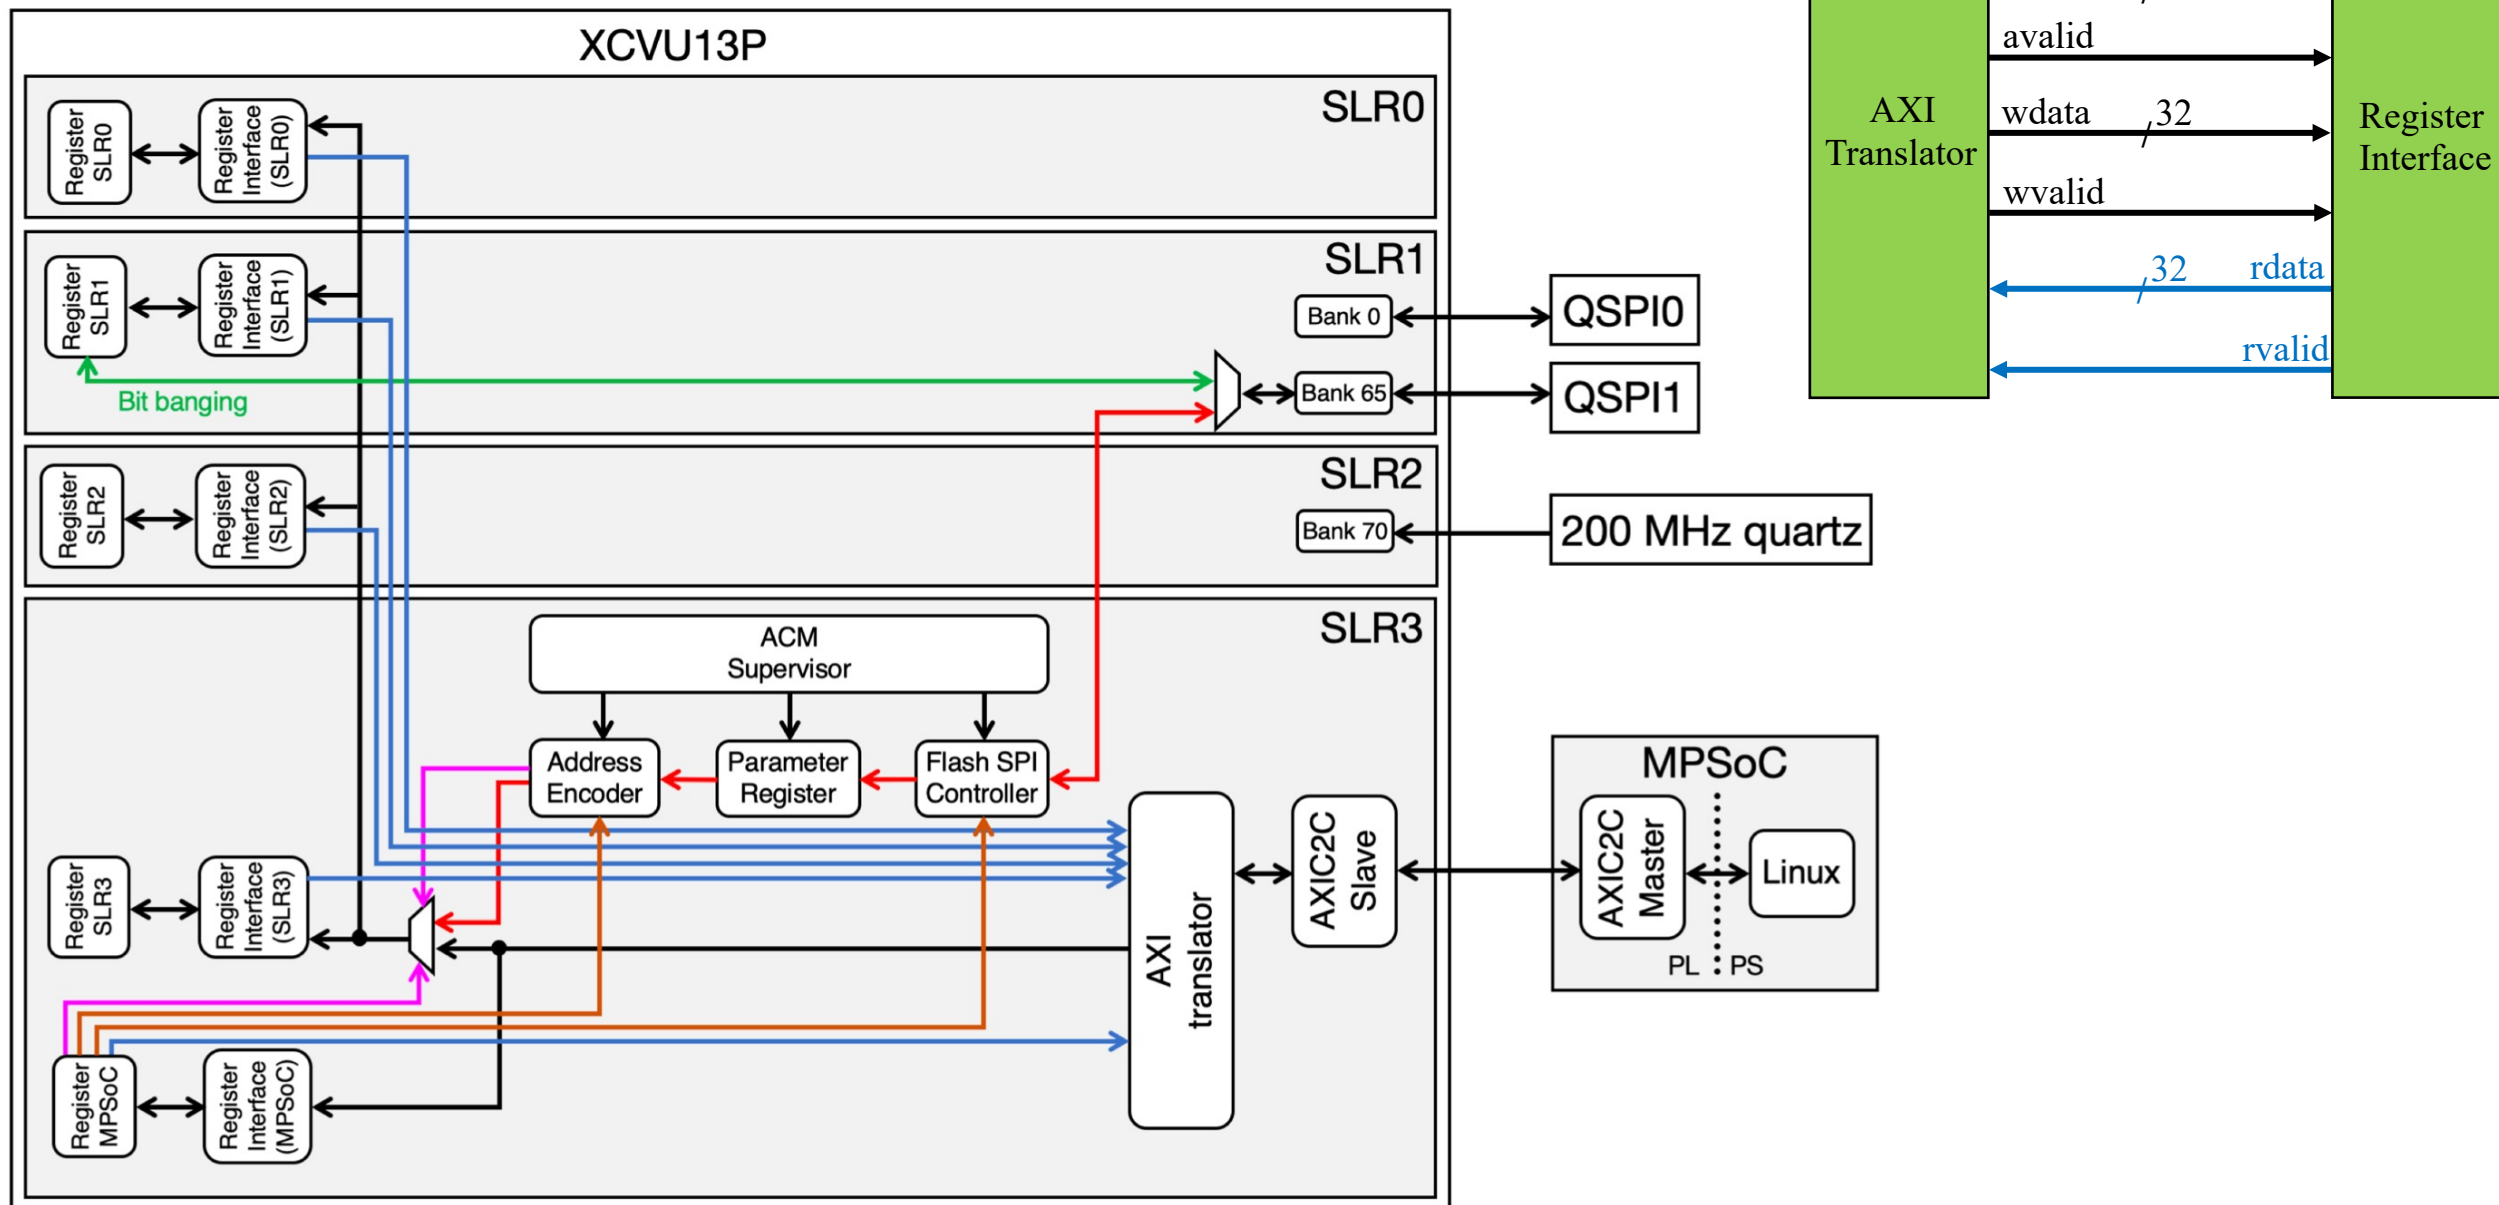 XCVU13P
SLR0
Register
SLR0
Register
Interface
(SLR0)
SLR1
Register
SLR1
Register
Interface
(SLR1)
Bit banging
Bank 0
Bank 65
QSPI0
QSPI1
SLR2
Register
SLR2
Register
Interface
(SLR2)
Bank 70
200 MHz quartz
SLR3
ACM
Supervisor
Address
Encoder
Parameter
Register
Flash SPI
Controller
Register
SLR3
Register
Interface
(SLR3)
Register
MPSoC
Register
Interface
(MPSoC)
AXI
translator
AXIC2C
Slave
MPSoC
AXIC2C
Master
Linux
PL
PS
AXI
Translator
avalid
wdata
32
wvalid
32
rdata
rvalid
Register
Interface